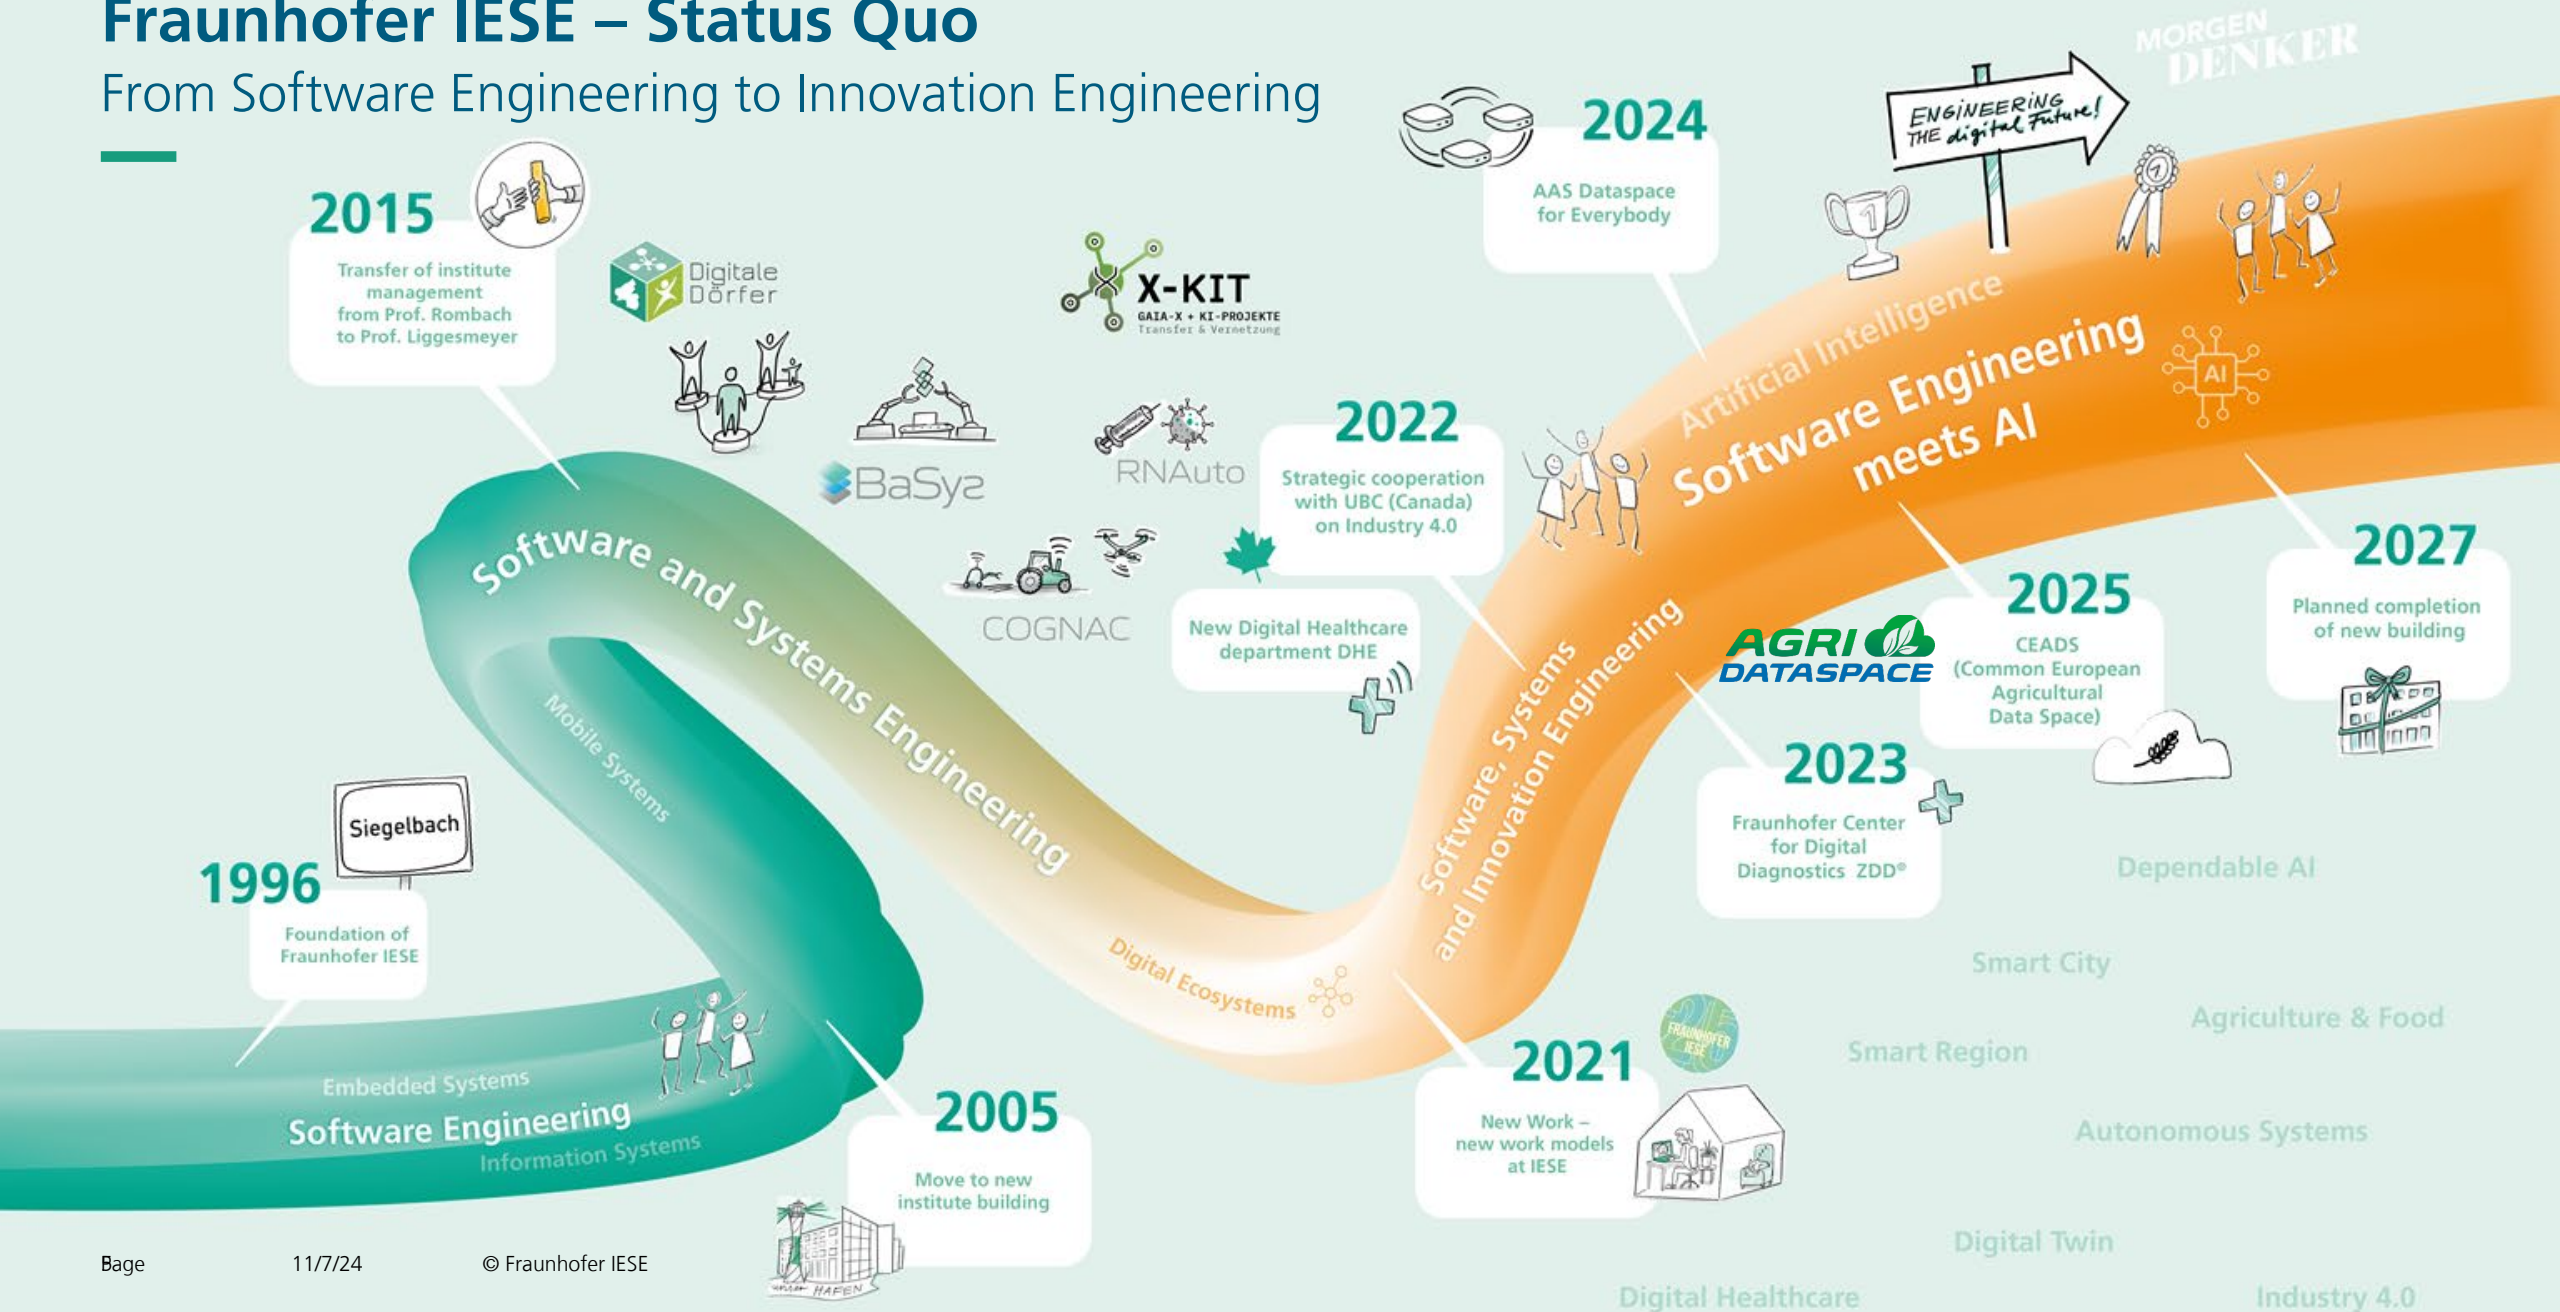 Fraunhofer IESE – Status Quo
From Software Engineering to Innovation Engineering
MORGEN
DENKER
ENGINEERING
THE digital Future!
2024
AAS Dataspace
for Everybody
2015
Transfer of institute
management
from Prof. Rombach
to Prof. Liggesmeyer
Digitale
Dörfer
X-KIT
GAIA-X + KI-PROJEKTE
Transfer & Vernetzung
BaSys
RNAuto
COGNAC
2022
Strategic cooperation
with UBC (Canada)
on Industry 4.0
New Digital Healthcare
department DHE
Artificial Intelligence
Software Engineering
meets AI
AI
2027
Planned completion
of new building
AGRI
DATASPACE
2025
CEADS
(Common European
Agricultural
Data Space)
2023
Fraunhofer Center
for Digital
Diagnostics ZDD®
Software and Systems Engineering
Mobile Systems
Software, Systems
and Innovation Engineering
Digital Ecosystems
Siegelbach
1996
Foundation of
Fraunhofer IESE
Embedded Systems
Software Engineering
Information Systems
2005
Move to new
institute building
HAFEN
2021
New Work –
new work models
at IESE
FRAUNHOFER
IESE
Dependable AI
Smart City
Agriculture & Food
Smart Region
Autonomous Systems
Digital Twin
Digital Healthcare
Industry 4.0
11/7/24
© Fraunhofer IESE